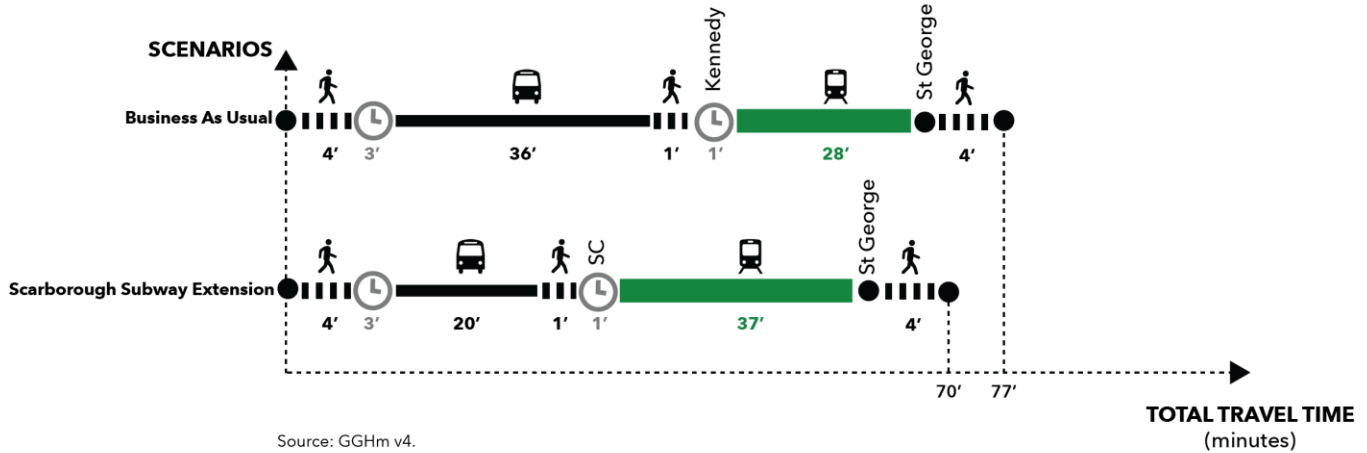 SCENARIOS
Kennedy
St George
Business As Usual
4’ 3’ 36’ 1’ 1’ 28’ 4’
SC
St George
Scarborough Subway Extension
4’ 3’ 20’ 1’ 1’ 37’ 4’
70’ 77’
TOTAL TRAVEL TIME
(minutes)
Source: GGHm v4.